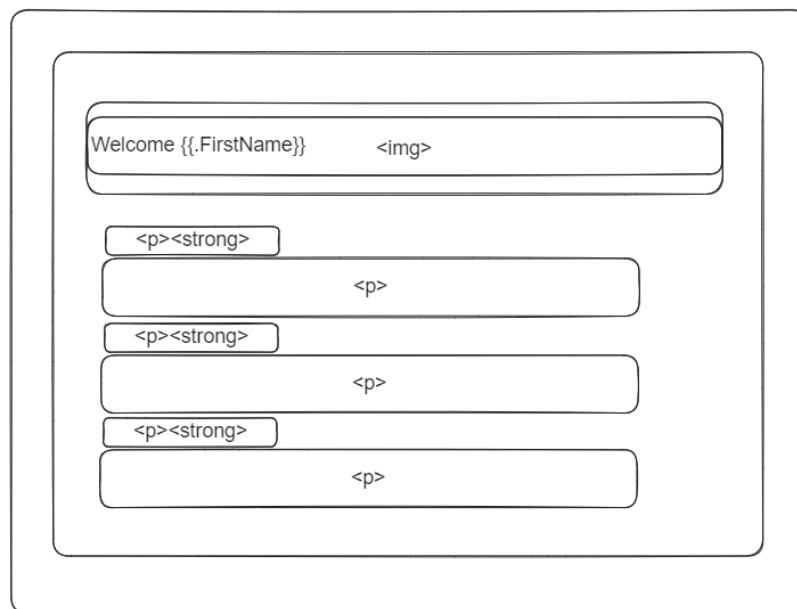 Welcome {{.FirstName}} <img>
<p><strong>
<p>
<p><strong>
<p>
<p><strong>
<p>